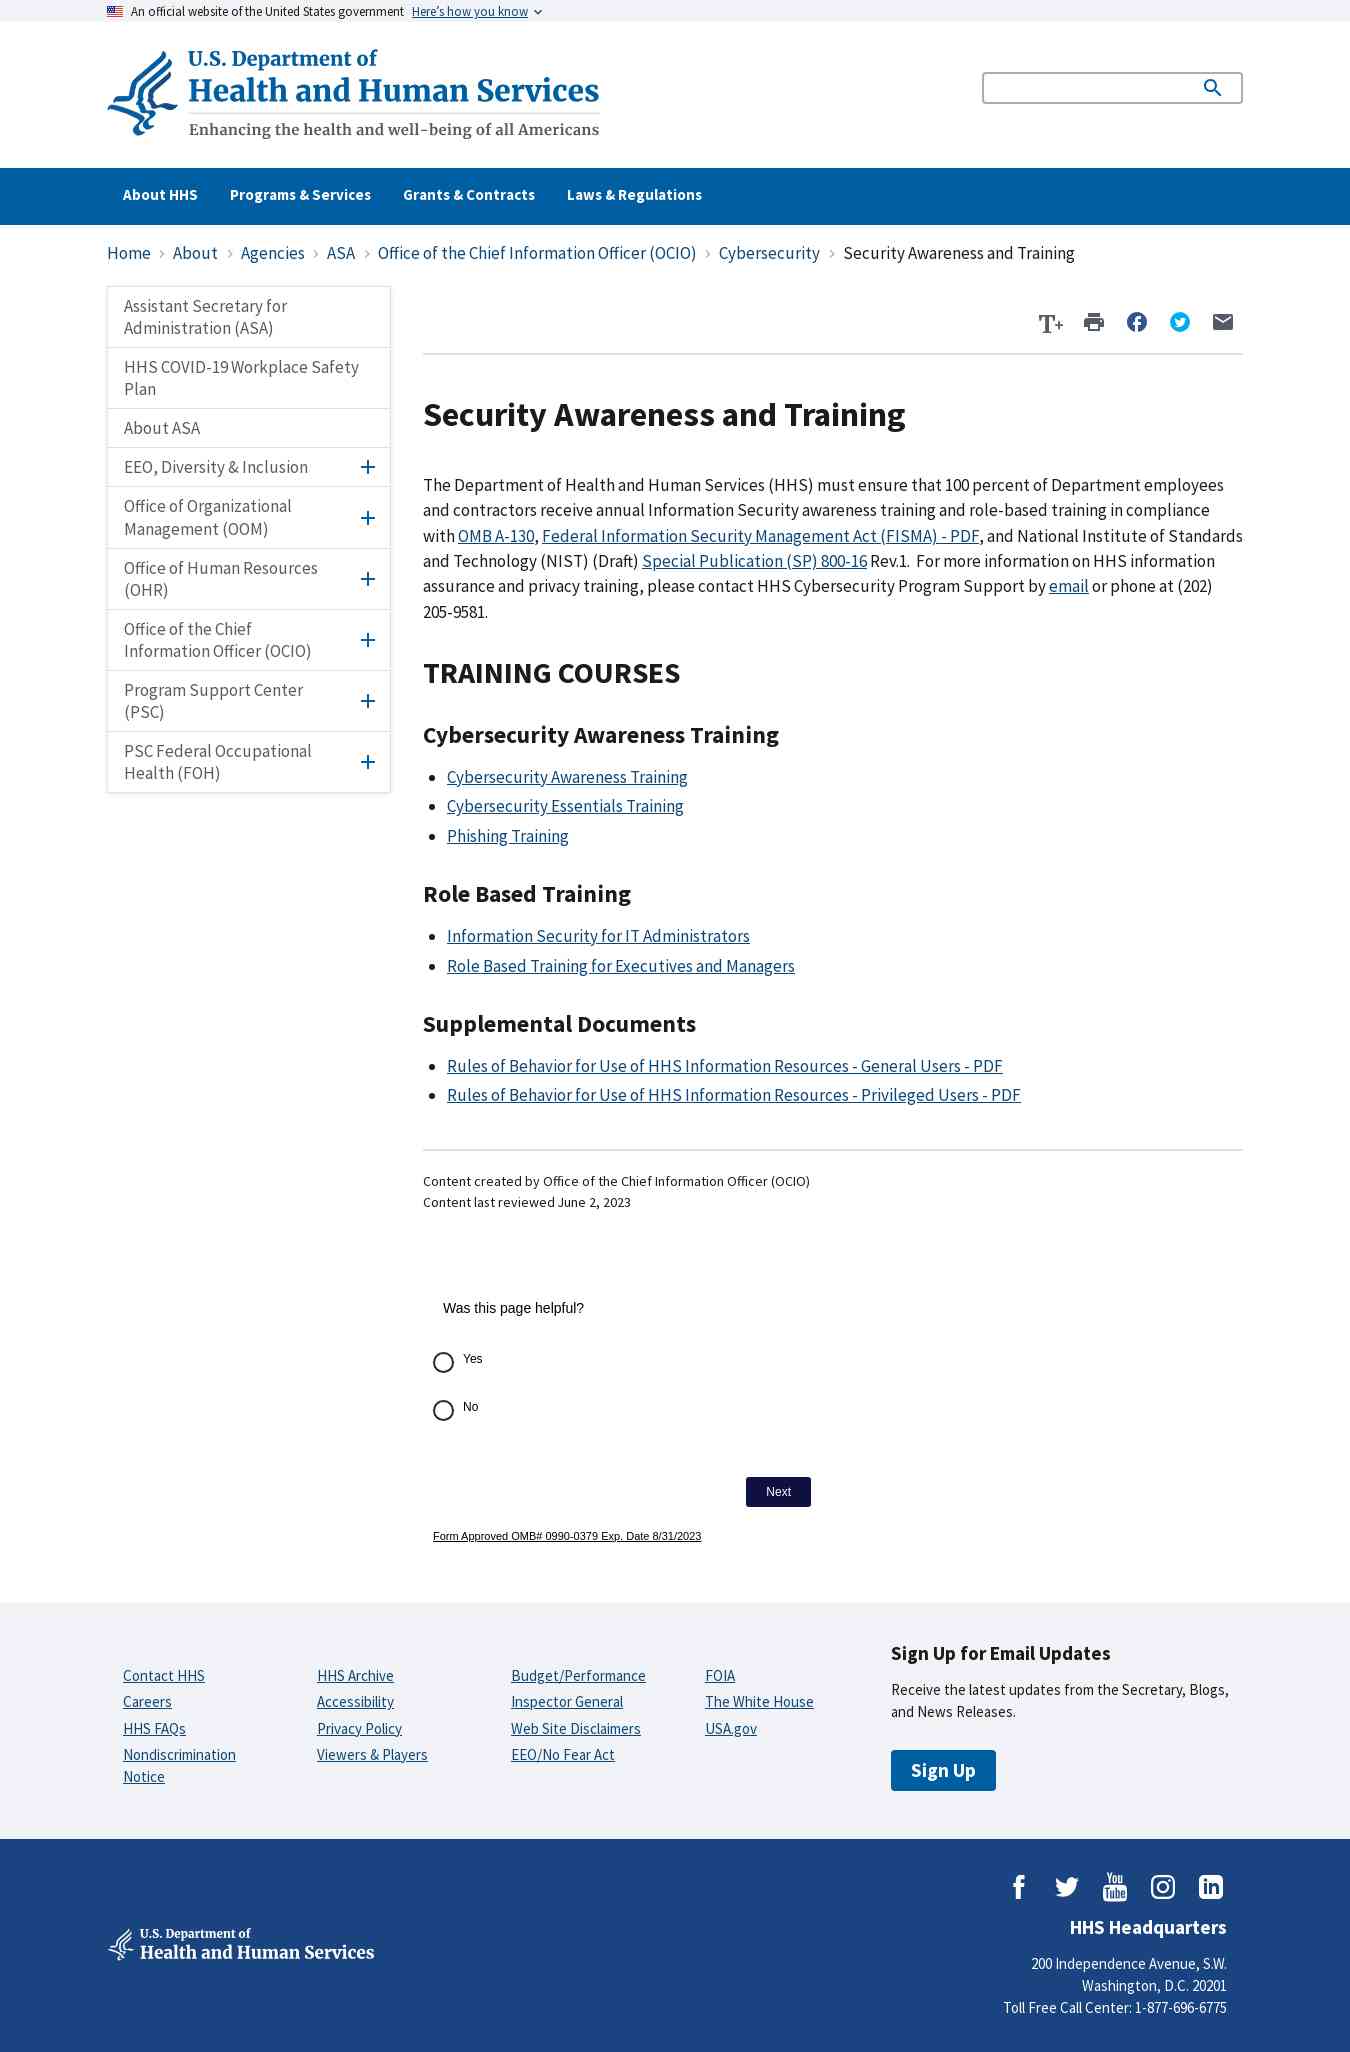 An official website of the United States government Here's how you know
U.S. Department of
Health and Human Services
Enhancing the health and well-being of all Americans
About HHS Programs & Services Grants & Contracts Laws & Regulations
Home › About › Agencies › ASA › Office of the Chief Information Officer (OCIO) › Cybersecurity › Security Awareness and Training
Assistant Secretary for
Administration (ASA)
HHS COVID-19 Workplace Safety
Plan
About ASA
EEO, Diversity & Inclusion
Office of Organizational
Management (OOM)
Office of Human Resources
(OHR)
Office of the Chief
Information Officer (OCIO)
Program Support Center
(PSC)
PSC Federal Occupational
Health (FOH)
T+
Security Awareness and Training
The Department of Health and Human Services (HHS) must ensure that 100 percent of Department employees
and contractors receive annual Information Security awareness training and role-based training in compliance
with OMB A-130, Federal Information Security Management Act (FISMA) - PDF, and National Institute of Standards
and Technology (NIST) (Draft) Special Publication (SP) 800-16 Rev.1. For more information on HHS information
assurance and privacy training, please contact HHS Cybersecurity Program Support by email or phone at (202)
205-9581.
TRAINING COURSES
Cybersecurity Awareness Training
Cybersecurity Awareness Training
Cybersecurity Essentials Training
Phishing Training
Role Based Training
Information Security for IT Administrators
Role Based Training for Executives and Managers
Supplemental Documents
Rules of Behavior for Use of HHS Information Resources - General Users - PDF
Rules of Behavior for Use of HHS Information Resources - Privileged Users - PDF
Content created by Office of the Chief Information Officer (OCIO)
Content last reviewed June 2, 2023
Was this page helpful?
Yes
No
Next
Form Approved OMB# 0990-0379 Exp. Date 8/31/2023
Contact HHS
Careers
HHS FAQs
Nondiscrimination
Notice
HHS Archive
Accessibility
Privacy Policy
Viewers & Players
Budget/Performance
Inspector General
Web Site Disclaimers
EEO/No Fear Act
FOIA
The White House
USA.gov
Sign Up for Email Updates
Receive the latest updates from the Secretary, Blogs,
and News Releases.
Sign Up
You
Tube
U.S. Department of
Health and Human Services
HHS Headquarters
200 Independence Avenue, S.W.
Washington, D.C. 20201
Toll Free Call Center: 1-877-696-6775